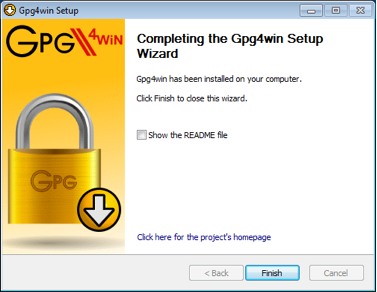 Gpg4win Setup
GPG4WIN
Completing the Gpg4win Setup
Wizard
Gpg4win has been installed on your computer.
Click Finish to close this wizard.
Show the README file
GPG
Click here for the project's homepage
< Back
Finish
Cancel